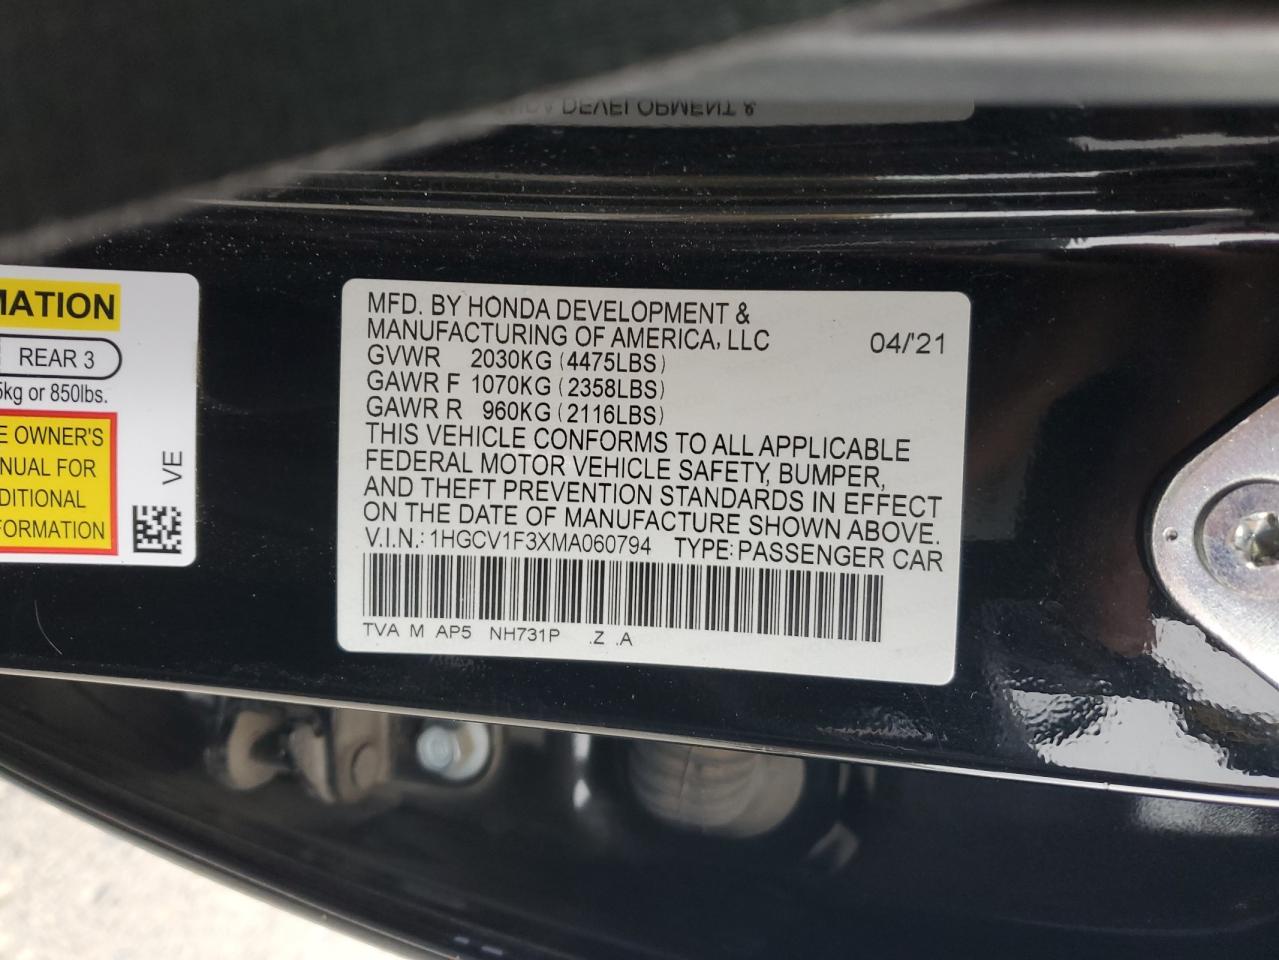 DEVELOPMENT &
MATION
REAR 3
5kg or 850lbs.
E OWNER'S
NUAL FOR
DITIONAL
FORMATION
VE
MFD. BY HONDA DEVELOPMENT &
MANUFACTURING OF AMERICA, LLC 04/'21
GVWR 2030KG (4475LBS)
GAWR F 1070KG (2358LBS)
GAWR R 960KG (2116LBS)
THIS VEHICLE CONFORMS TO ALL APPLICABLE
FEDERAL MOTOR VEHICLE SAFETY, BUMPER,
AND THEFT PREVENTION STANDARDS IN EFFECT
ON THE DATE OF MANUFACTURE SHOWN ABOVE.
V.I.N.: 1HGCV1F3XMA060794 TYPE: PASSENGER CAR
TVA M AP5 NH731P .Z .A